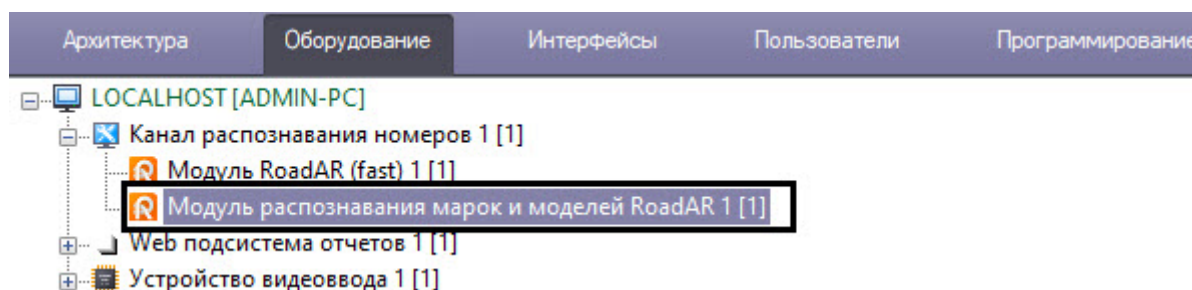 Архитектура Оборудование Интерфейсы Пользователи Программирование
LOCALHOST [ADMIN-PC]
Канал распознавания номеров 1 [1]
Модуль RoadAR (fast) 1 [1]
Модуль распознавания марок и моделей RoadAR 1 [1]
Web подсистема отчетов 1 [1]
Устройство видеоввода 1 [1]